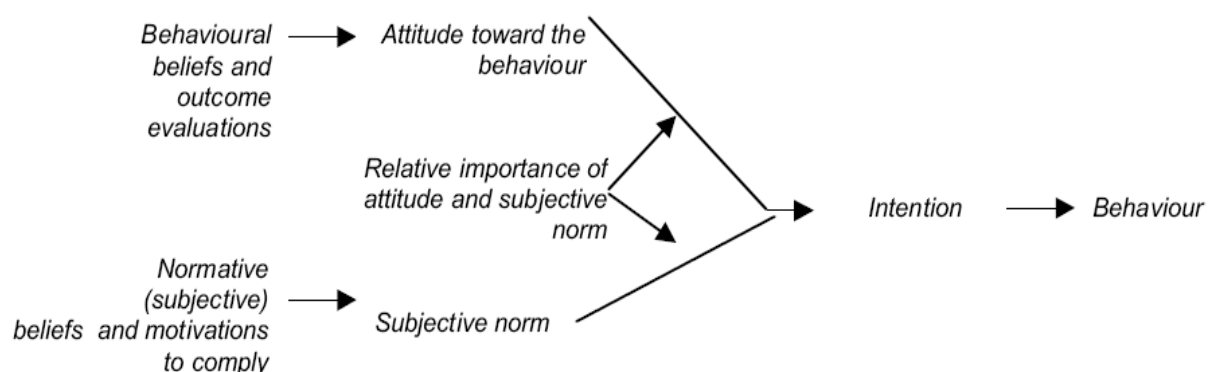 Behavioural
beliefs and
outcome
evaluations
Attitude toward the
behaviour
Relative importance of
attitude and subjective
norm
Intention
Behaviour
Normative
(subjective)
beliefs and motivations
to comply
Subjective norm